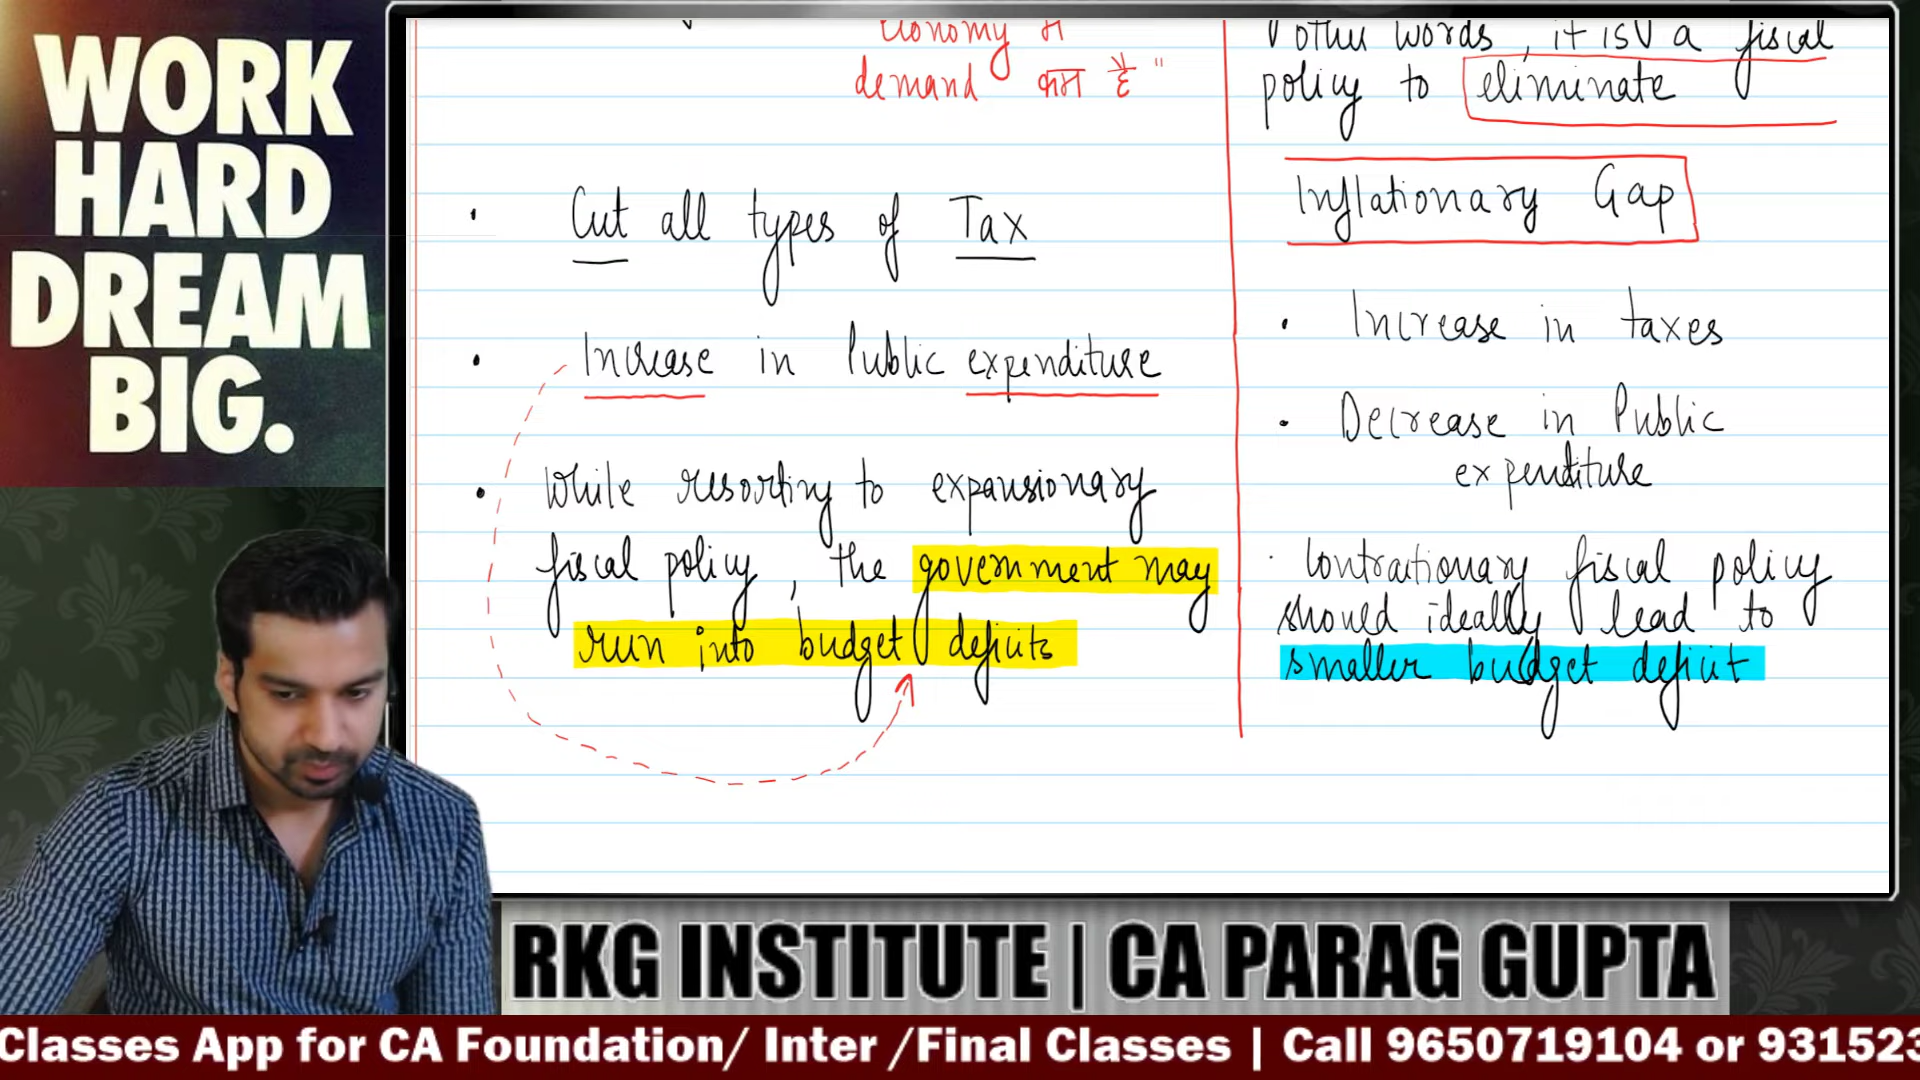 WORK
HARD
DREAM
BIG.
economy में
demand कम है "
• Cut all types of Tax
• Increase in Public expenditure
• While resorting to expansionary
fiscal policy, the government may
run into budget deficits
other words, it is a fiscal
policy to eliminate
Inflationary Gap
• Increase in taxes
• Decrease in Public
expenditure
• Contractionary fiscal policy
should ideally lead to
smaller budget deficit
RKG INSTITUTE | CA PARAG GUPTA
Classes App for CA Foundation/ Inter /Final Classes | Call 9650719104 or 931523